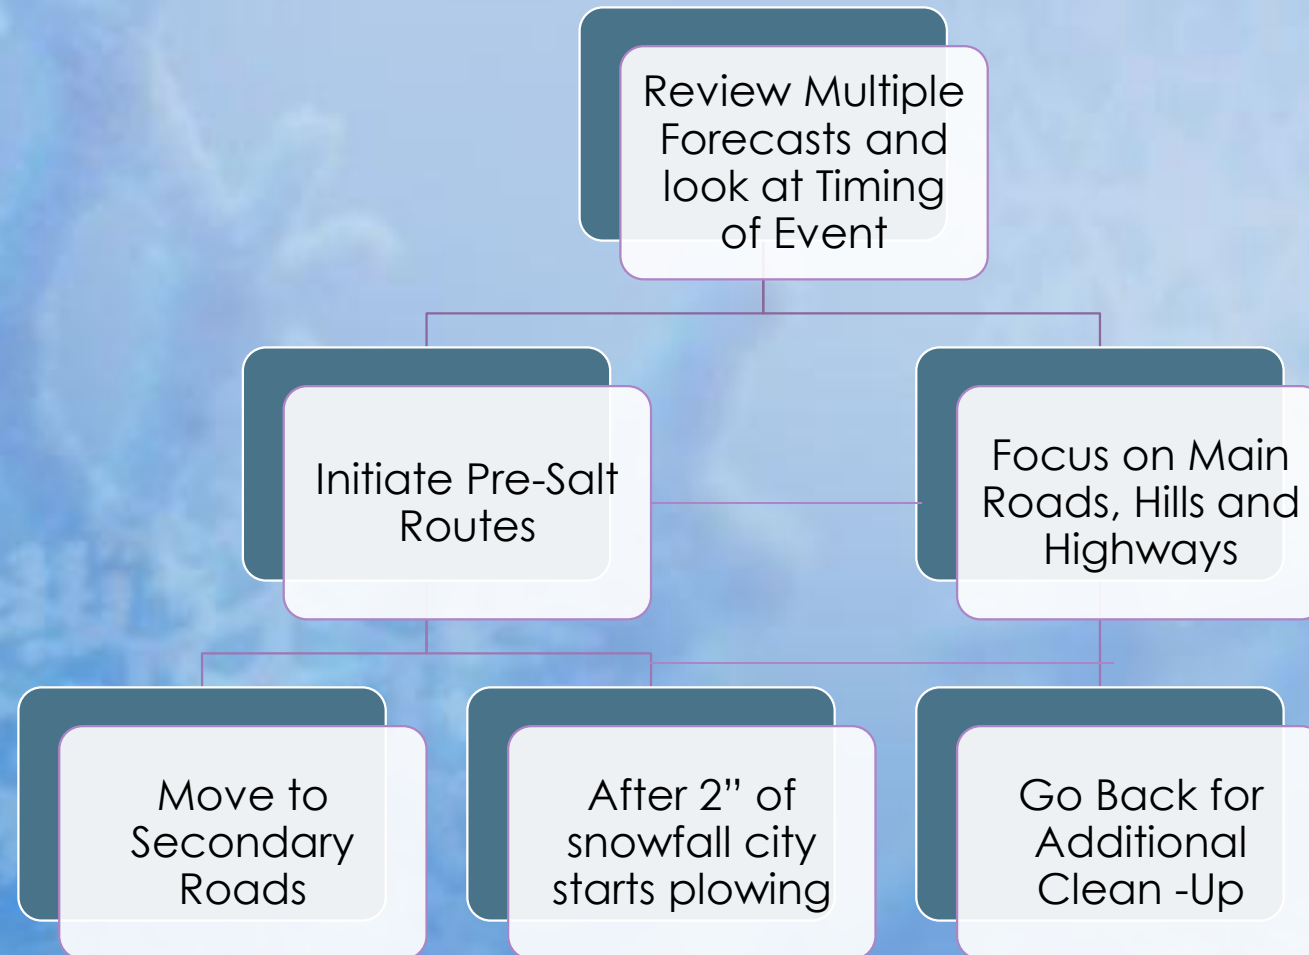 Review Multiple
Forecasts and
look at Timing
of Event
Initiate Pre-Salt
Routes
Focus on Main
Roads, Hills and
Highways
Move to
Secondary
Roads
After 2” of
snowfall city
starts plowing
Go Back for
Additional
Clean -Up